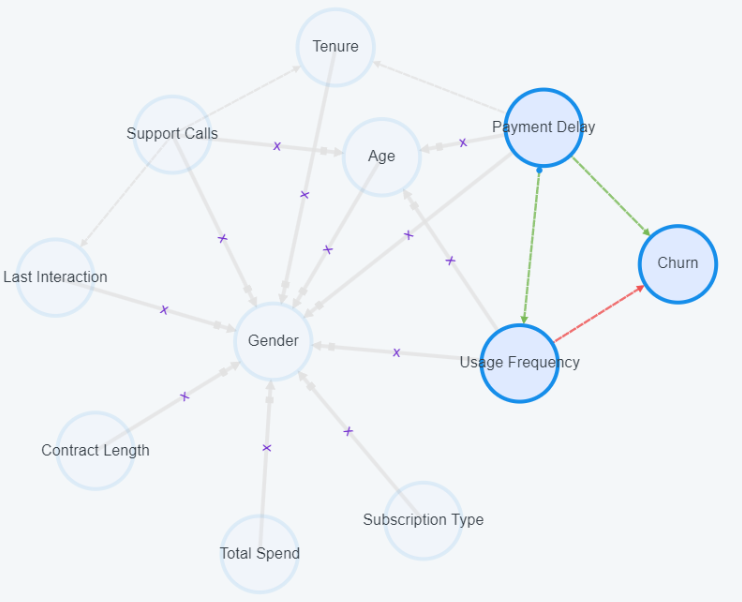 Tenure
Payment Delay
Support Calls
x
x
Age
x
x
x
x
Churn
x
Last Interaction
x
Gender
x
Usage Frequency
x
x
Contract Length
x
Subscription Type
Total Spend